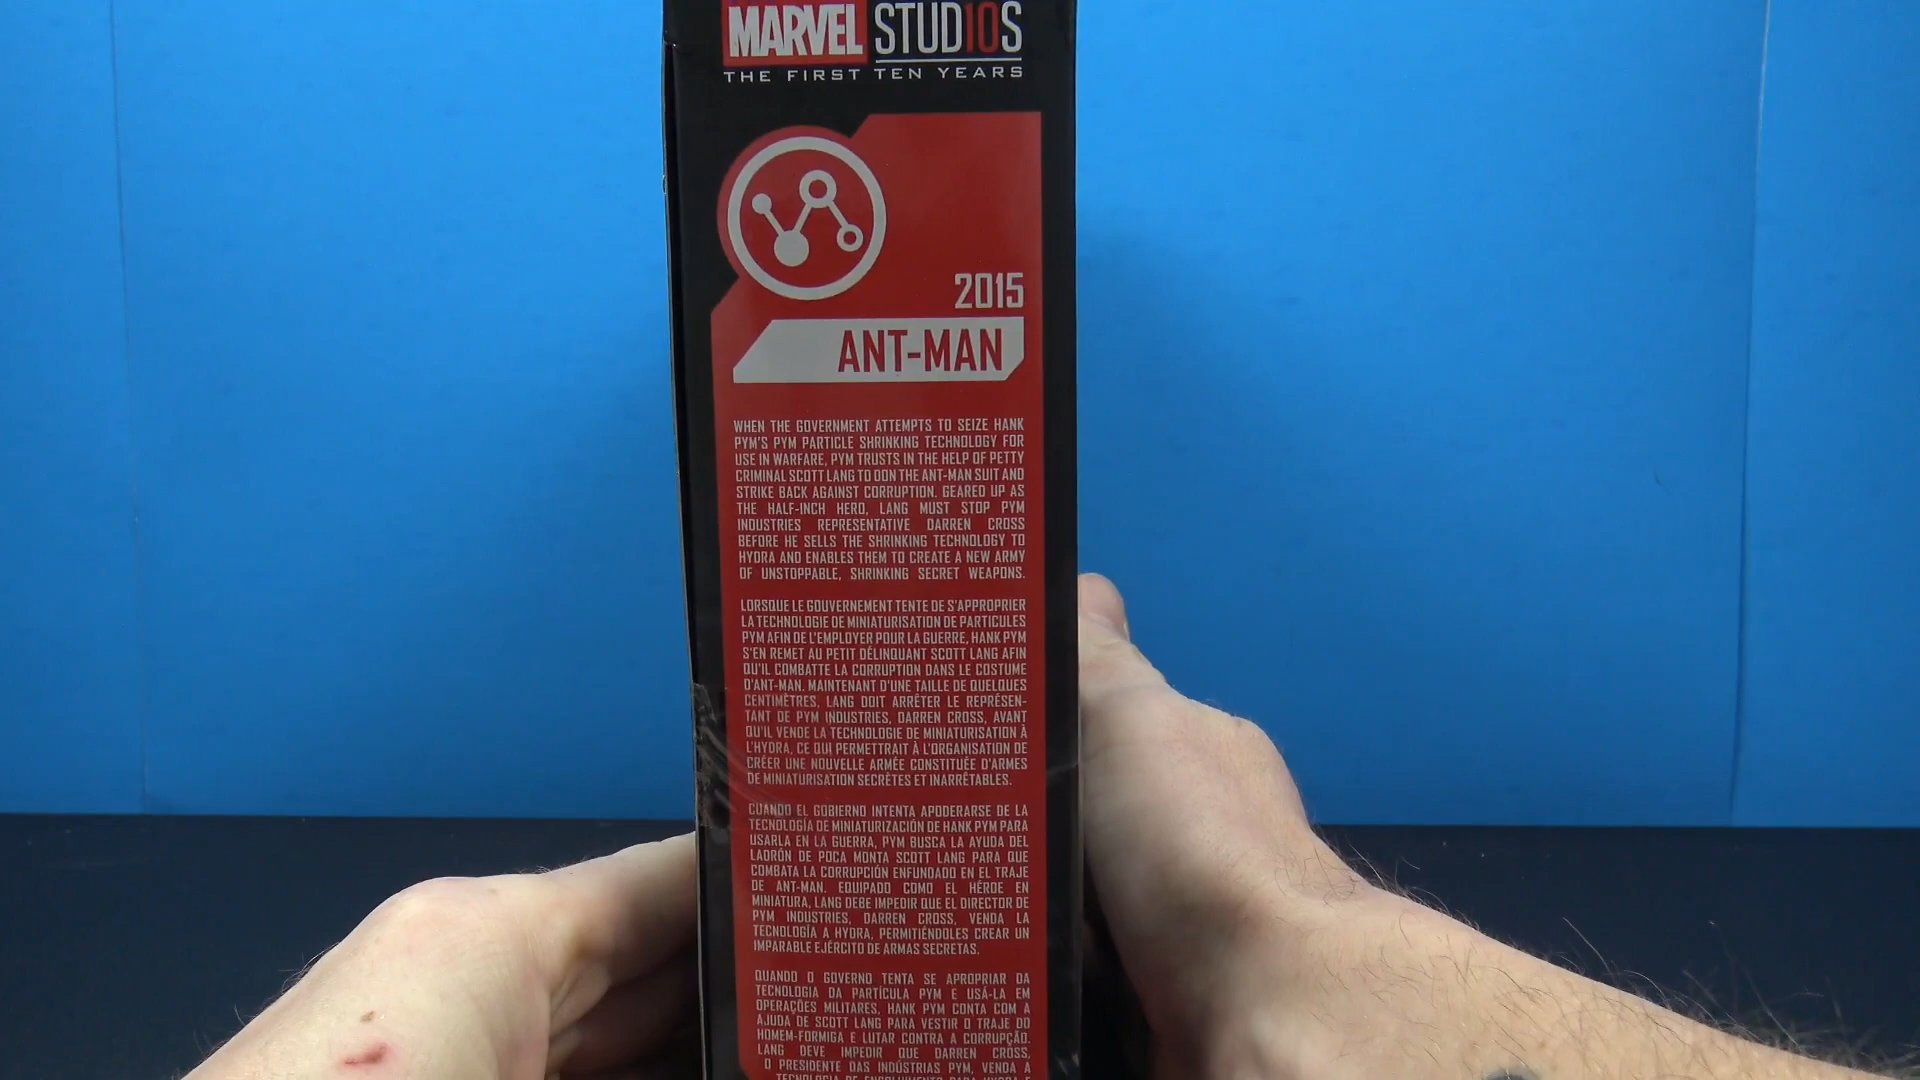 MARVEL STUD10S
THE FIRST TEN YEARS
2015
ANT-MAN
WHEN THE GOVERNMENT ATTEMPTS TO SEIZE HANK
PYM'S PYM PARTICLE SHRINKING TECHNOLOGY FOR
USE IN WARFARE, PYM TRUSTS IN THE HELP OF PETTY
CRIMINAL SCOTT LANG TO DON THE ANT-MAN SUIT AND
STRIKE BACK AGAINST CORRUPTION. GEARED UP AS
THE HALF-INCH HERO, LANG MUST STOP PYM
INDUSTRIES REPRESENTATIVE DARREN CROSS
BEFORE HE SELLS THE SHRINKING TECHNOLOGY TO
HYDRA AND ENABLES THEM TO CREATE A NEW ARMY
OF UNSTOPPABLE, SHRINKING SECRET WEAPONS.
LORSQUE LE GOUVERNEMENT TENTE DE S'APPROPRIER
LA TECHNOLOGIE DE MINIATURISATION DE PARTICULES
PYM AFIN DE L'EMPLOYER POUR LA GUERRE, HANK PYM
S'EN REMET AU PETIT DÉLINQUANT SCOTT LANG AFIN
QU'IL COMBATTE LA CORRUPTION DANS LE COSTUME
D'ANT-MAN. MAINTENANT D'UNE TAILLE DE QUELQUES
CENTIMÈTRES, LANG DOIT ARRÊTER LE REPRÉSEN-
TANT DE PYM INDUSTRIES, DARREN CROSS, AVANT
QU'IL VENDE LA TECHNOLOGIE DE MINIATURISATION À
L'HYDRA, CE QUI PERMETTRAIT À L'ORGANISATION DE
CRÉER UNE NOUVELLE ARMÉE CONSTITUÉE D'ARMES
DE MINIATURISATION SECRÈTES ET INARRÊTABLES.
CUANDO EL GOBIERNO INTENTA APODERARSE DE LA
TECNOLOGÍA DE MINIATURIZACIÓN DE HANK PYM PARA
USARLA EN LA GUERRA, PYM BUSCA LA AYUDA DEL
LADRÓN DE POCA MONTA SCOTT LANG PARA QUE
COMBATA LA CORRUPCIÓN ENFUNDADO EN EL TRAJE
DE ANT-MAN. EQUIPADO COMO EL HÉROE EN
MINIATURA, LANG DEBE IMPEDIR QUE EL DIRECTOR DE
PYM INDUSTRIES, DARREN CROSS, VENDA LA
TECNOLOGÍA A HYDRA, PERMITIÉNDOLES CREAR UN
IMPARABLE EJÉRCITO DE ARMAS SECRETAS.
QUANDO O GOVERNO TENTA SE APROPRIAR DA
TECNOLOGIA DA PARTÍCULA PYM E USÁ-LA EM
OPERAÇÕES MILITARES, HANK PYM CONTA COM A
AJUDA DE SCOTT LANG PARA VESTIR O TRAJE DO
HOMEM-FORMIGA E LUTAR CONTRA A CORRUPÇÃO.
LANG DEVE IMPEDIR QUE DARREN CROSS,
O PRESIDENTE DAS INDÚSTRIAS PYM, VENDA A
TECNOLOGIA DE ENCOLHIMENTO PARA HYDRA E